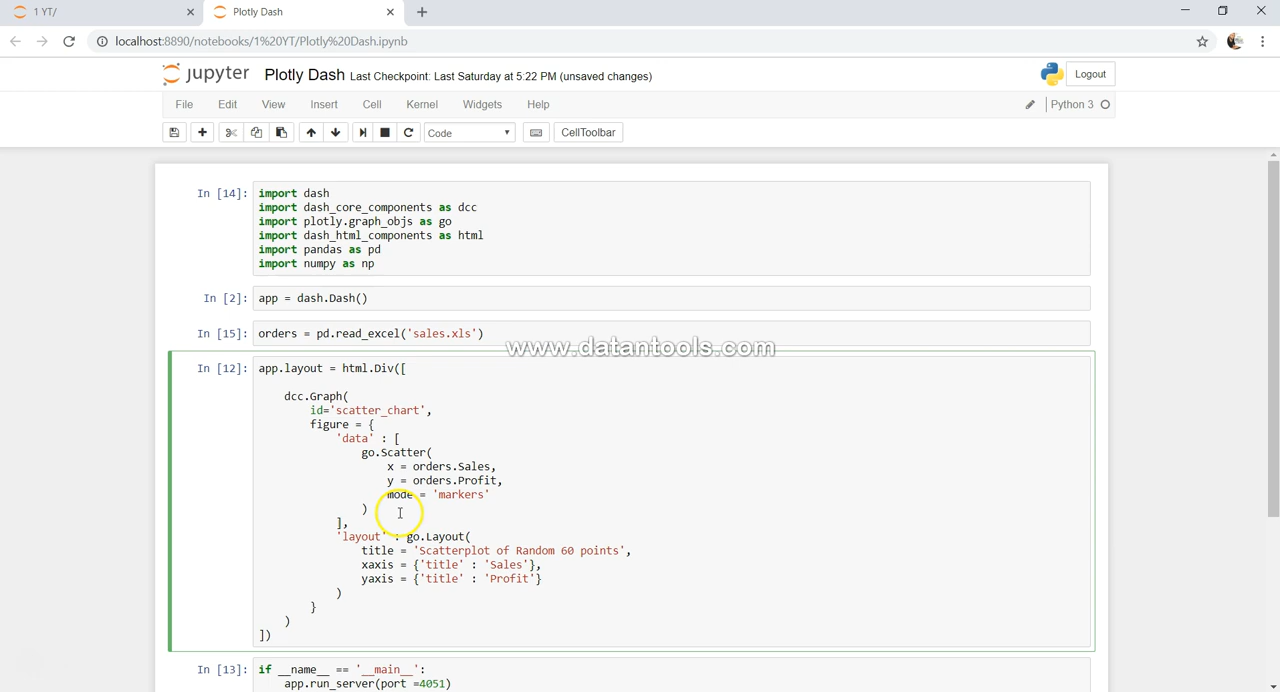 1 YT/
Plotly Dash
localhost:8890/notebooks/1%20YT/Plotly%20Dash.ipynb
jupyter Plotly Dash Last Checkpoint: Last Saturday at 5:22 PM (unsaved changes)
Logout
File Edit View Insert Cell Kernel Widgets Help
Python 3
Code
CellToolbar
In [14]:
import dash
import dash_core_components as dcc
import plotly.graph_objs as go
import dash_html_components as html
import pandas as pd
import numpy as np
In [2]: app = dash.Dash()
In [15]: orders = pd.read_excel('sales.xls')
www.datantools.com
In [12]: app.layout = html.Div([
dcc.Graph(
id='scatter_chart',
figure = {
'data' : [
go.Scatter(
x = orders.Sales,
y = orders.Profit,
mode = 'markers'
)
],
'layout' : go.Layout(
title = 'Scatterplot of Random 60 points',
xaxis = {'title' : 'Sales'},
yaxis = {'title' : 'Profit'}
)
}
)
])
In [13]: if __name__ == '__main__':
app.run_server(port =4051)